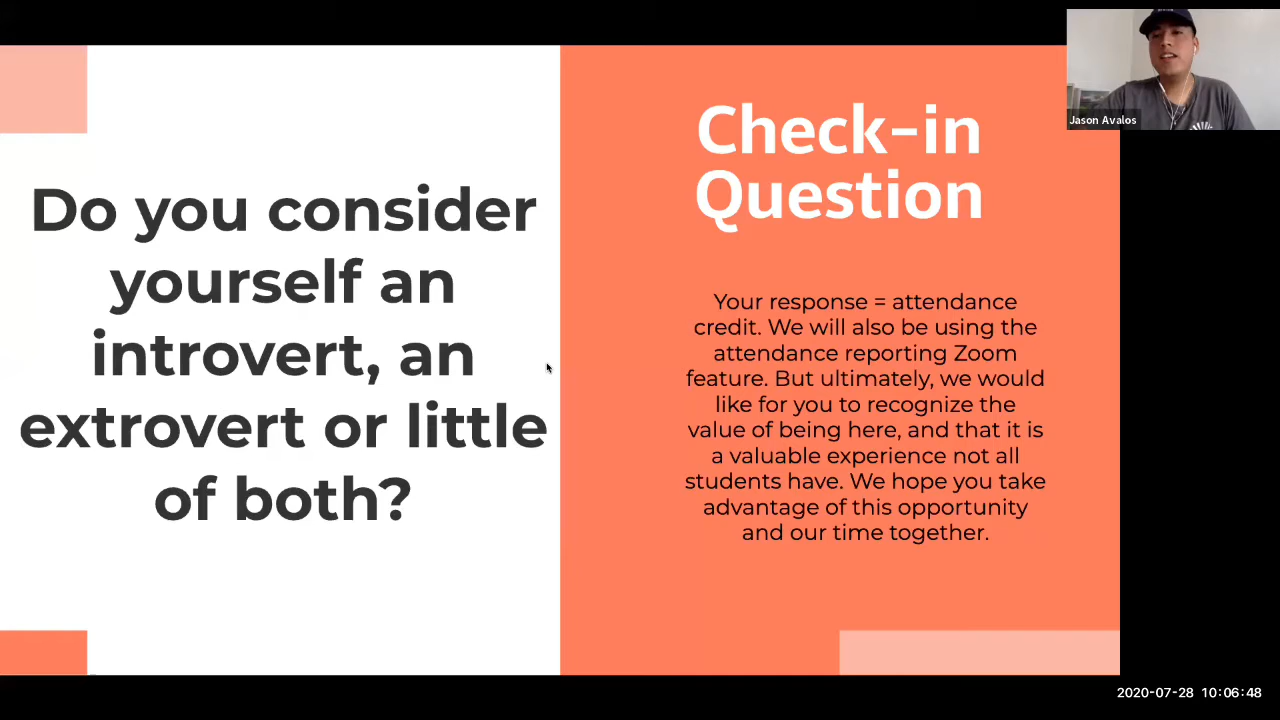 Do you consider
yourself an
introvert, an
extrovert or little
of both?
Check-in
Question
Your response = attendance
credit. We will also be using the
attendance reporting Zoom
feature. But ultimately, we would
like for you to recognize the
value of being here, and that it is
a valuable experience not all
students have. We hope you take
advantage of this opportunity
and our time together.
Jason Avalos
2020-07-28 10:06:48